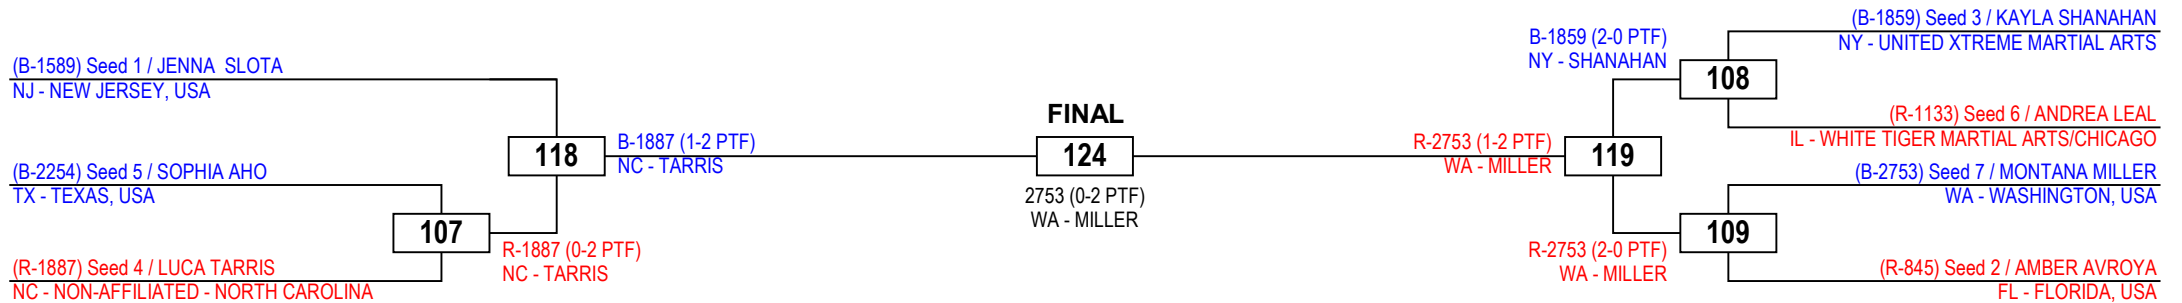 (B-1589) Seed 1 / JENNA  SLOTA
NJ - NEW JERSEY, USA
(B-2254) Seed 5 / SOPHIA AHO
TX - TEXAS, USA
(R-1887) Seed 4 / LUCA TARRIS
NC - NON-AFFILIATED - NORTH CAROLINA
107
R-1887 (0-2 PTF)
NC - TARRIS
118
B-1887 (1-2 PTF)
NC - TARRIS
FINAL
124
2753 (0-2 PTF)
WA - MILLER
R-2753 (1-2 PTF)
WA - MILLER
119
B-1859 (2-0 PTF)
NY - SHANAHAN
R-2753 (2-0 PTF)
WA - MILLER
108
109
(B-1859) Seed 3 / KAYLA SHANAHAN
NY - UNITED XTREME MARTIAL ARTS
(R-1133) Seed 6 / ANDREA LEAL
IL - WHITE TIGER MARTIAL ARTS/CHICAGO
(B-2753) Seed 7 / MONTANA MILLER
WA - WASHINGTON, USA
(R-845) Seed 2 / AMBER AVROYA
FL - FLORIDA, USA